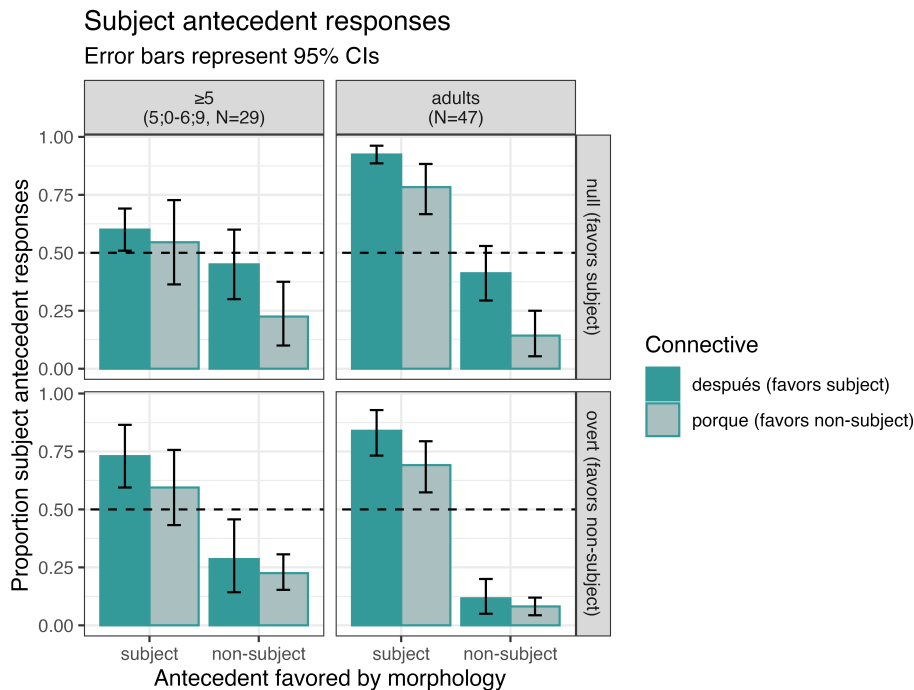 Subject antecedent responses
Error bars represent 95% CIs
≥5
(5;0-6;9, N=29)
adults
(N=47)
Proportion subject antecedent responses
1.00
0.75
0.50
0.25
0.00
null (favors subject)
1.00
0.75
0.50
0.25
0.00
overt (favors non-subject)
subject
non-subject
subject
non-subject
Antecedent favored by morphology
Connective
después (favors subject)
porque (favors non-subject)